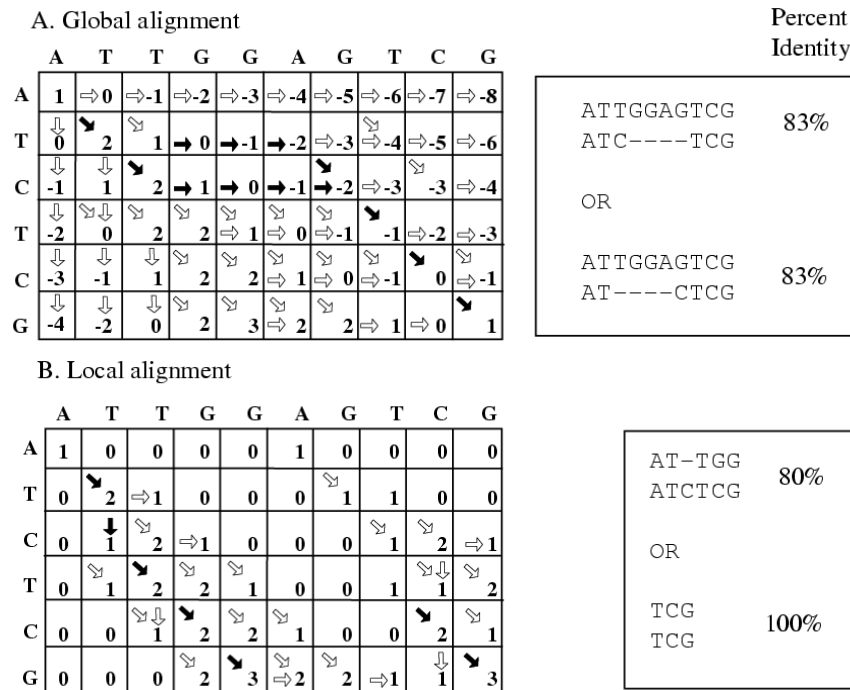 A. Global alignment
A T T G G A G T C G
A 1 ⇨0 ⇨-1 ⇨-2 ⇨-3 ⇨-4 ⇨-5 ⇨-6 ⇨-7 ⇨-8
T 0 2 1 ➡0 ➡-1 ➡-2 ⇨-3 ⇨-4 ⇨-5 ⇨-6
C -1 1 2 ➡1 ➡0 ➡-1 ➡-2 ⇨-3 -3 ⇨-4
T -2 0 2 2 ⇨1 ⇨0 ⇨-1 -1 ⇨-2 ⇨-3
C -3 -1 1 2 2 ⇨1 ⇨0 ⇨-1 0 ⇨-1
G -4 -2 0 2 3 ⇨2 2 ⇨1 ⇨0 1
Percent
Identity
ATTGGAGTCG
ATC----TCG
83%
OR
ATTGGAGTCG
AT----CTCG
83%
B. Local alignment
A T T G G A G T C G
A 1 0 0 0 0 1 0 0 0 0
T 0 2 ⇨1 0 0 0 1 1 0 0
C 0 1 2 ⇨1 0 0 0 1 2 ⇨1
T 0 1 2 2 1 0 0 1 1 2
C 0 0 1 2 2 1 0 0 2 1
G 0 0 0 2 3 ⇨2 2 ⇨1 1 3
AT-TGG
ATCTCG
80%
OR
TCG
TCG
100%